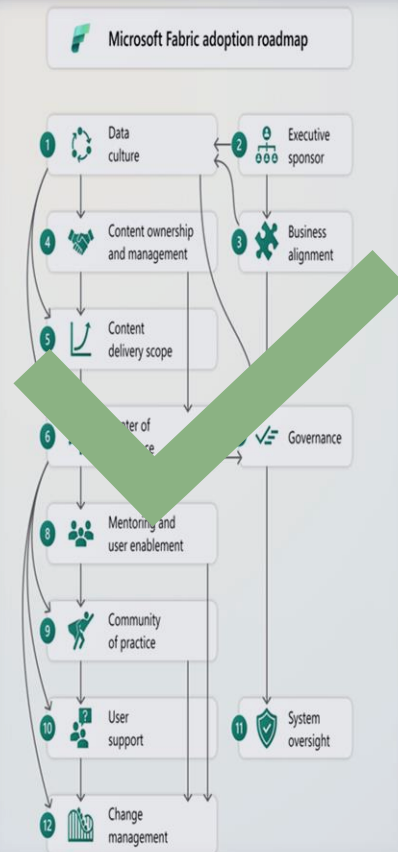 Microsoft Fabric adoption roadmap
1
Data
culture
2
Executive
sponsor
4
Content ownership
and management
3
Business
alignment
5
Content
delivery scope
6
of
Governance
8
Mentoring and
user enablement
9
Community
of practice
10
User
support
11
System
oversight
12
Change
management